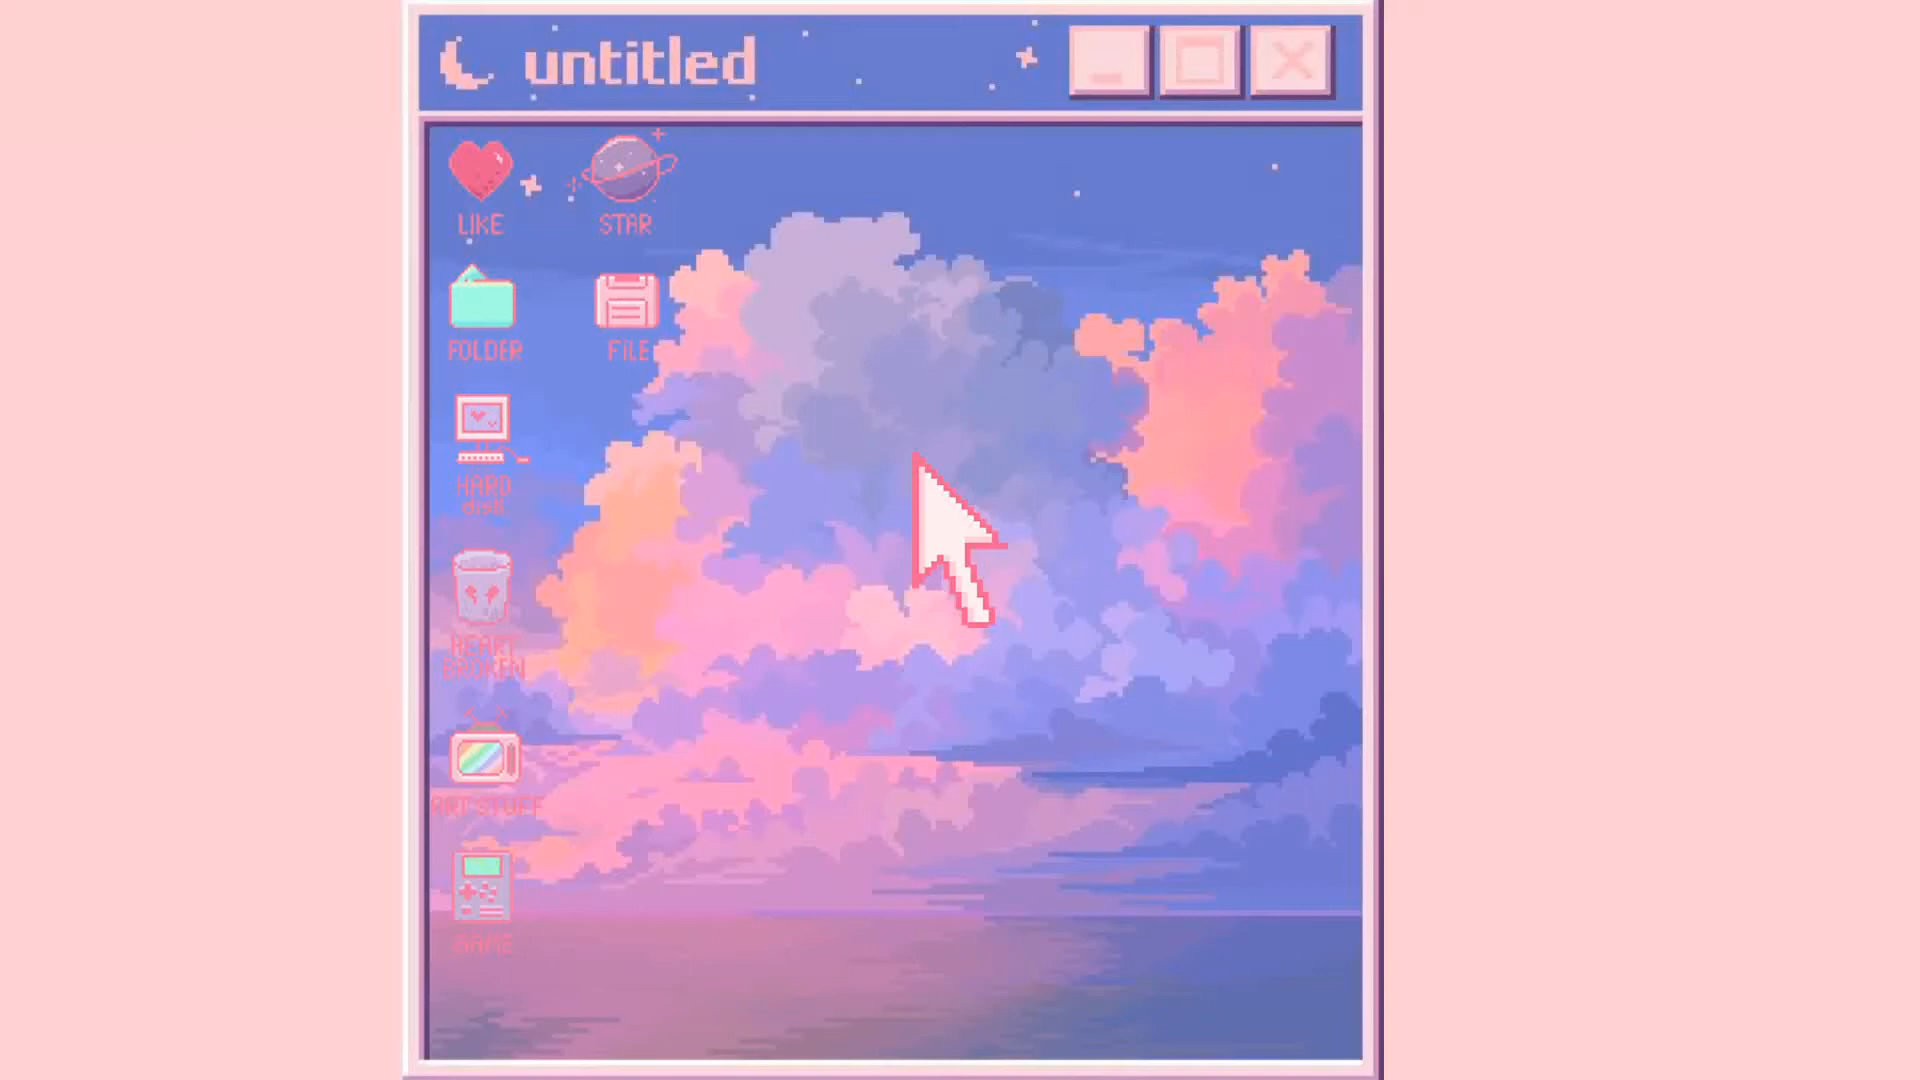 untitled
LIKE
STAR
FOLDER
FiLE
HARD
disk
HEART
BROKEN
ART STUFF
GAME